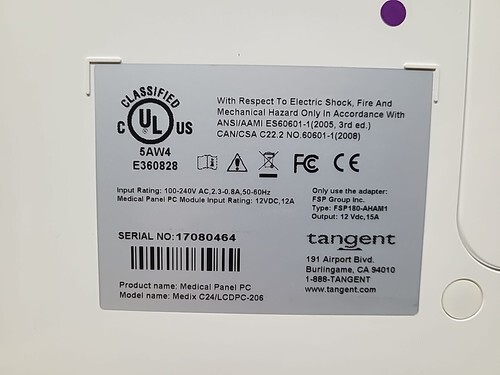 CLASSIFIED
C UL US
5AW4
E360828
With Respect To Electric Shock, Fire And
Mechanical Hazard Only In Accordance With
ANSI/AAMI ES60601-1(2005, 3rd ed.)
CAN/CSA C22.2 NO.60601-1(2008)
FC CE
Input Rating: 100-240V AC,2.3-0.8A,50-60Hz
Medical Panel PC Module Input Rating: 12VDC,12A
Only use the adapter:
FSP Group Inc.
Type: FSP180-AHAM1
Output: 12 Vdc,15A
SERIAL NO:17080464
tangent
191 Airport Blvd.
Burlingame, CA 94010
1-888-TANGENT
www.tangent.com
Product name: Medical Panel PC
Model name: Medix C24/LCDPC-206